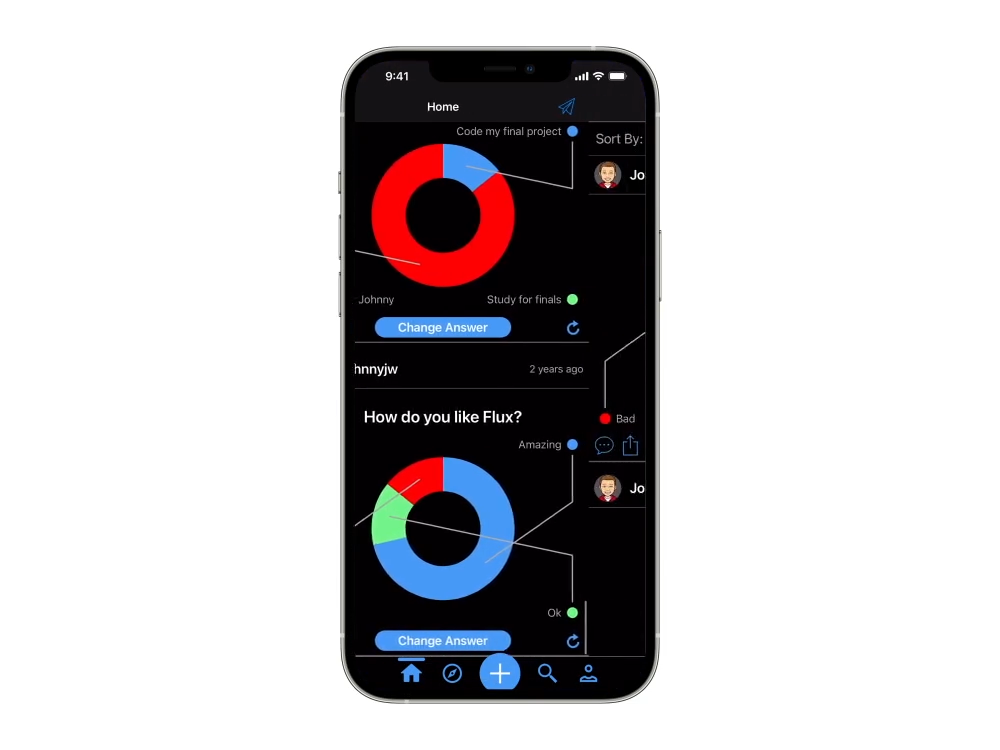 9:41
Home
Code my final project
Sort By:
Jo
Johnny
Study for finals
Change Answer
hnnyjw
2 years ago
How do you like Flux?
Bad
Amazing
Jo
Ok
Change Answer